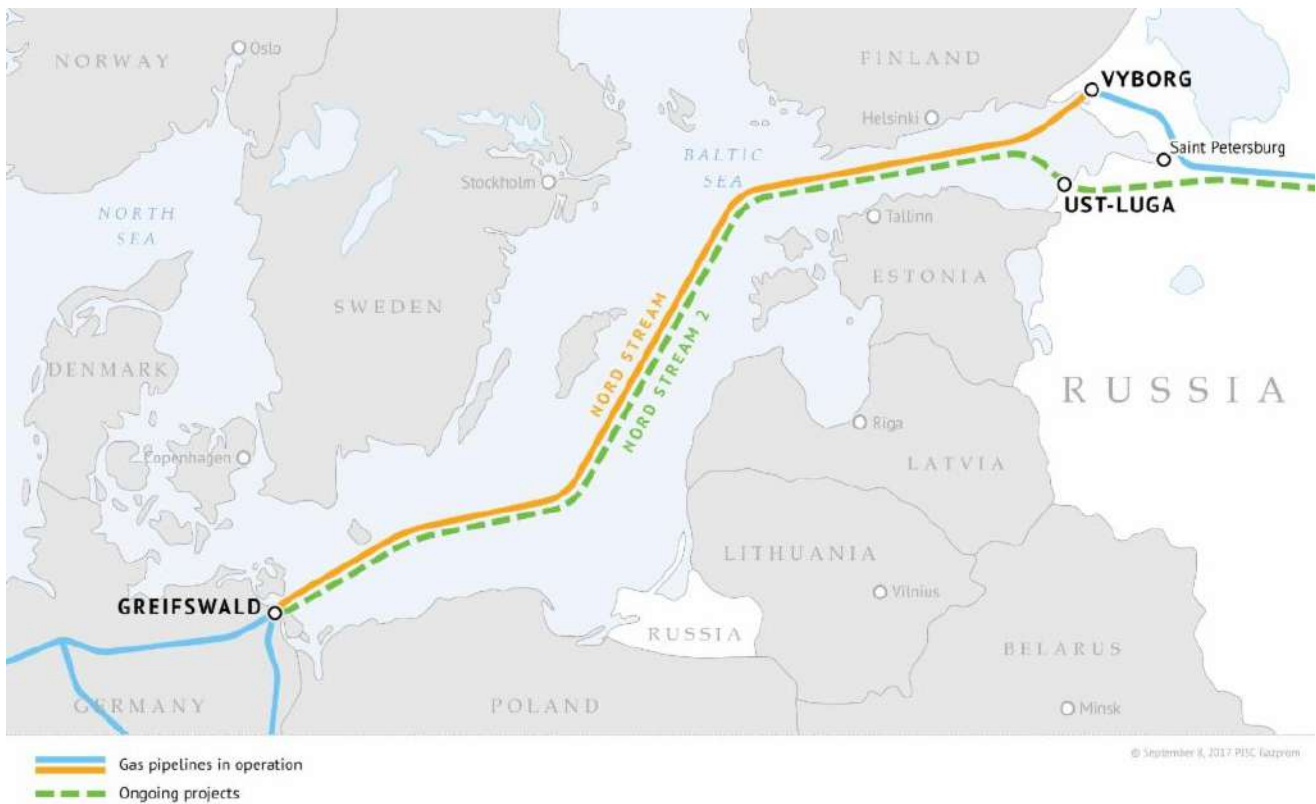 NORWAY
Oslo
FINLAND
VYBORG
Helsinki
Saint Petersburg
BALTIC
SEA
Stockholm
UST-LUGA
NORTH
SEA
Tallinn
ESTONIA
SWEDEN
NORD STREAM
NORD STREAM 2
DENMARK
RUSSIA
Copenhagen
Riga
LATVIA
LITHUANIA
Vilnius
GREIFSWALD
RUSSIA
BELARUS
GERMANY
POLAND
Minsk
Gas pipelines in operation
© September 8, 2017 PJSC Gazprom
Ongoing projects